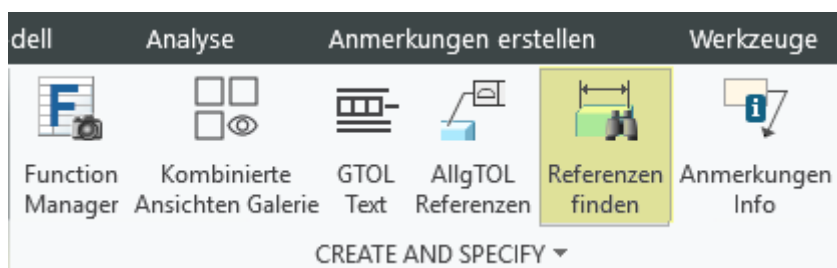 dell Analyse Anmerkungen erstellen Werkzeuge
Function Kombinierte GTOL AllgTOL Referenzen Anmerkungen
Manager Ansichten Galerie Text Referenzen finden Info
CREATE AND SPECIFY